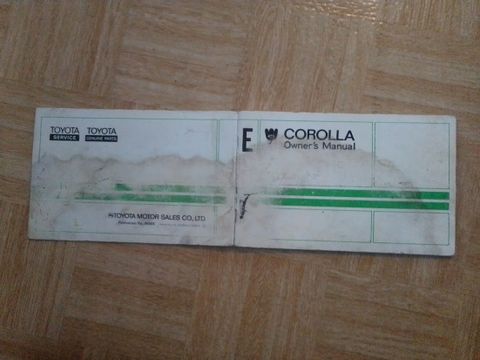 TOYOTA
SERVICE
TOYOTA
GENUINE PARTS
TOYOTA MOTOR SALES CO., LTD.
E
COROLLA
Owner's Manual